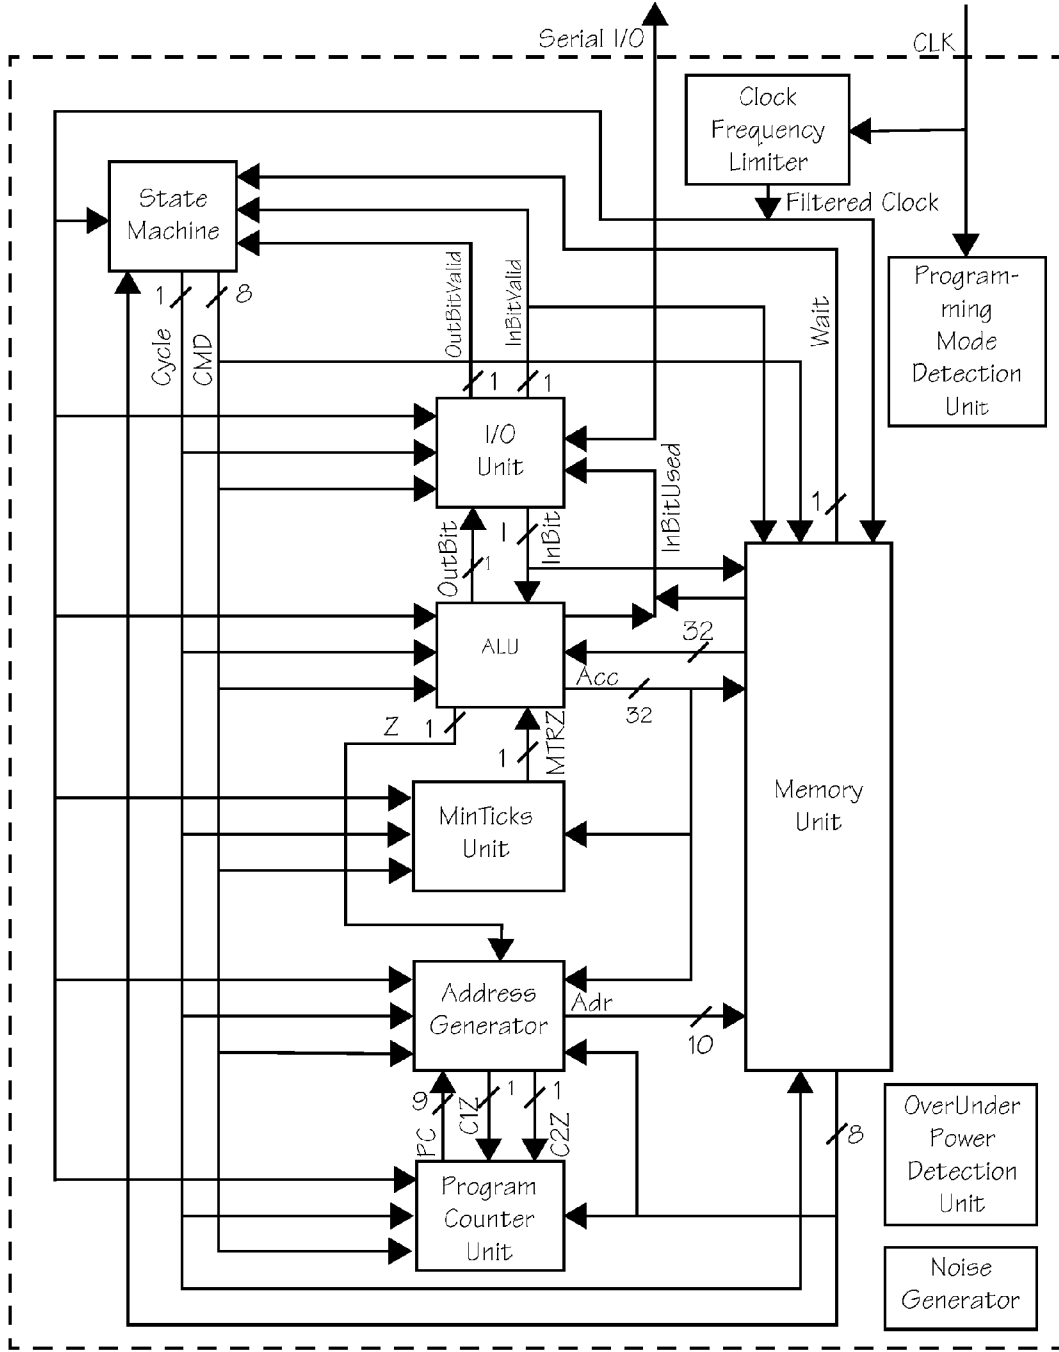 Serial I/O
CLK
Clock
Frequency
Limiter
Filtered Clock
State
Machine
Program-
ming
Mode
Detection
Unit
1
8
Cycle
CMD
OutBitValid
InBitValid
Wait
1
1
I/O
Unit
InBitUsed
1
OutBit
1
1
InBit
ALU
32
Acc
32
Z
1
1
MTRZ
MinTicks
Unit
Memory
Unit
Address
Generator
Adr
10
9
PC
C1Z
1
1
C2Z
8
OverUnder
Power
Detection
Unit
Program
Counter
Unit
Noise
Generator